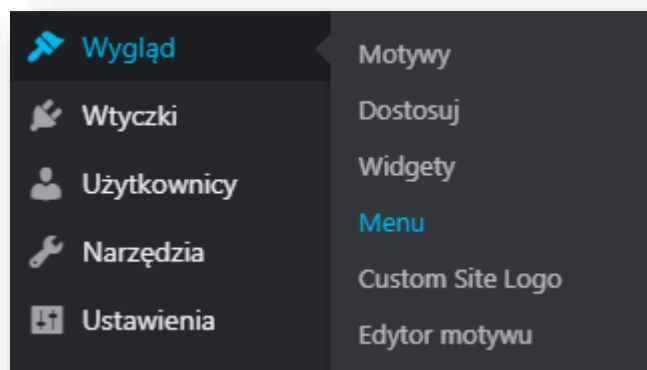 Wygląd
Wtyczki
Użytkownicy
Narzędzia
Ustawienia
Motywy
Dostosuj
Widgety
Menu
Custom Site Logo
Edytor motywu